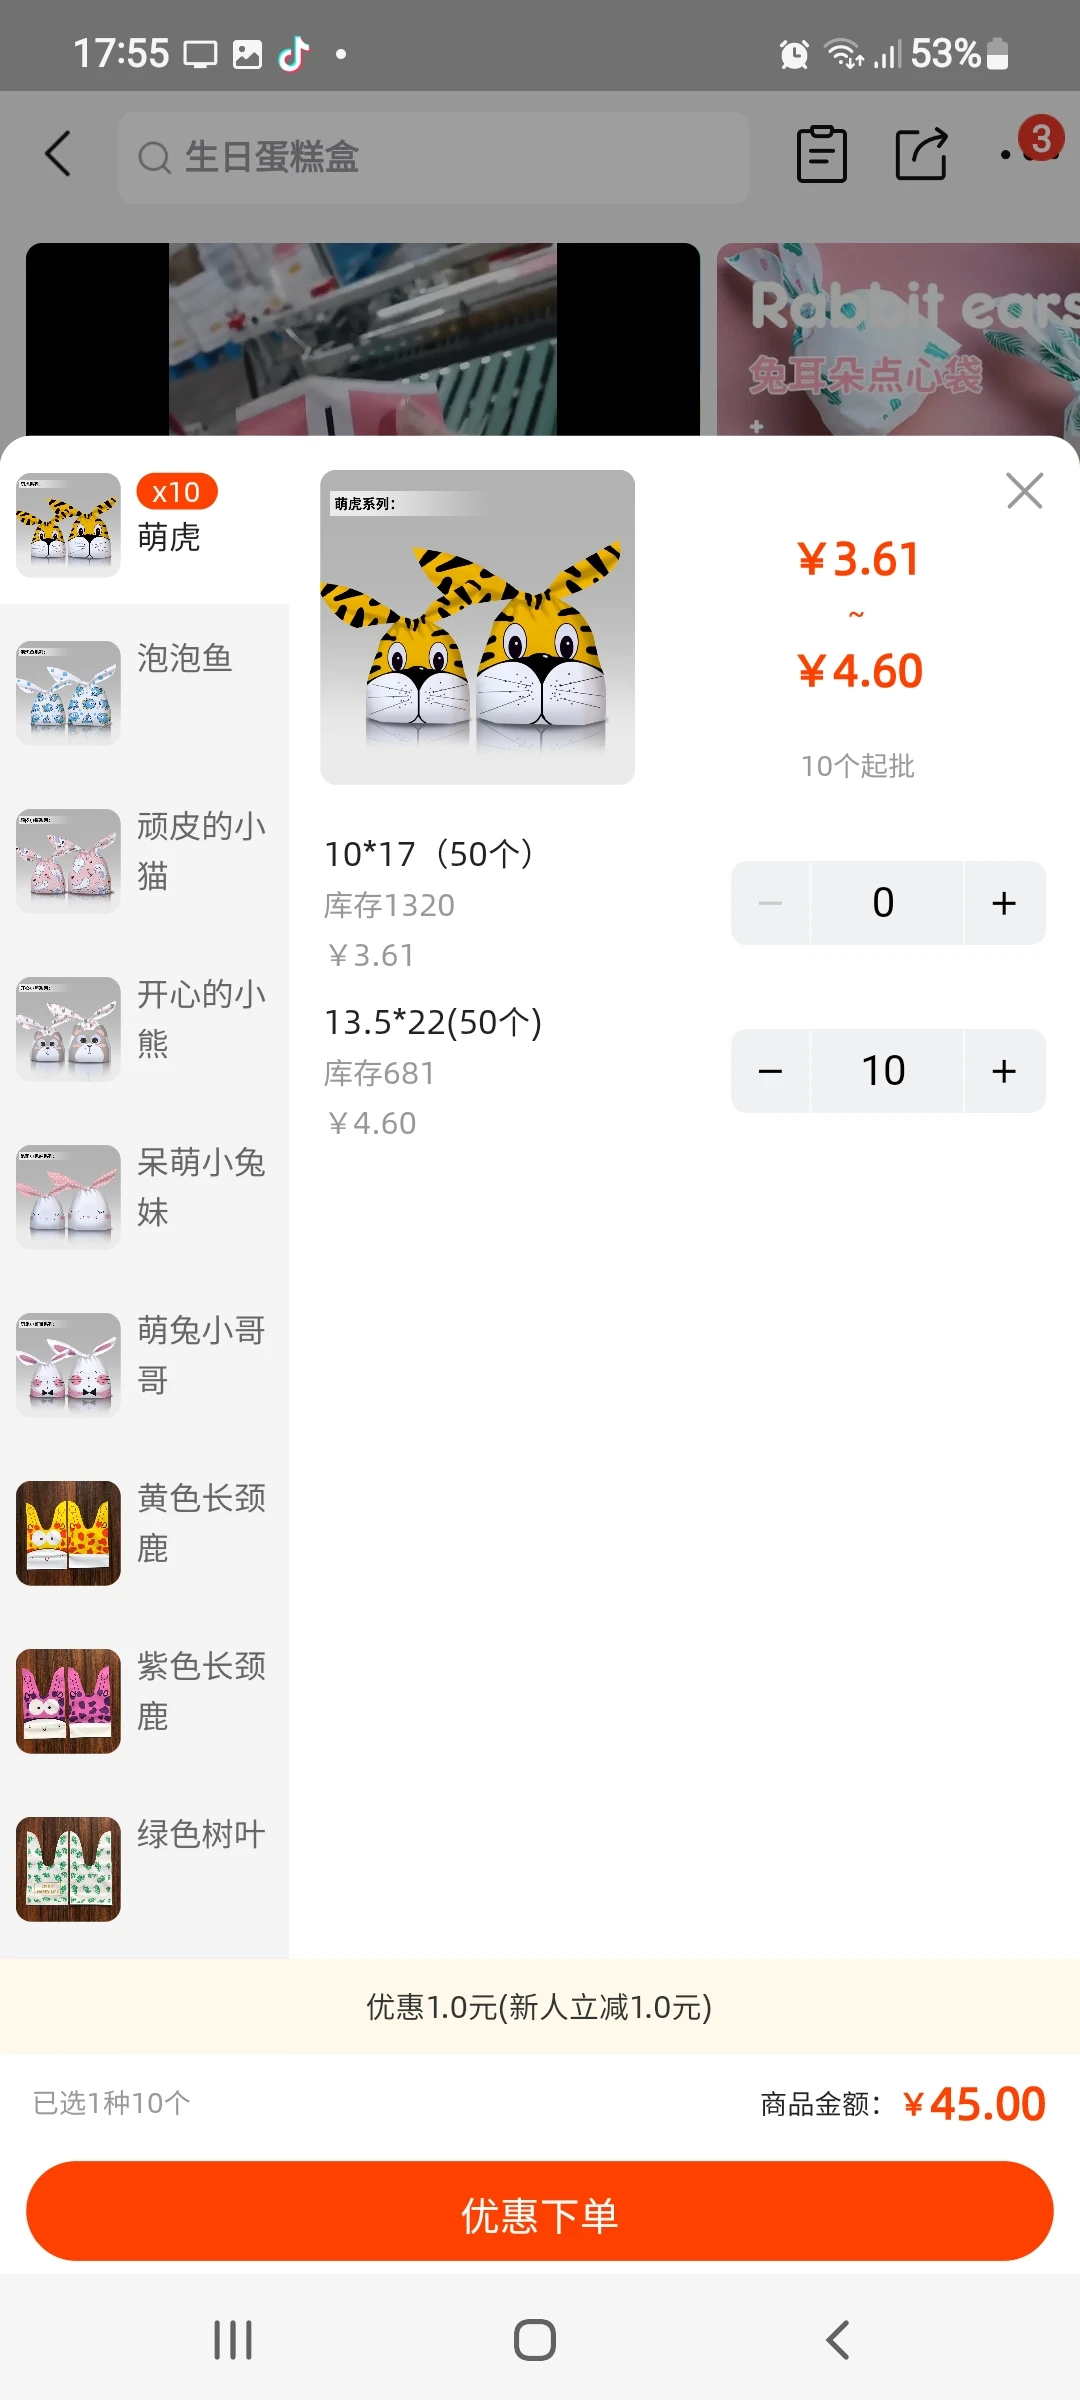 17:55
53%
生日蛋糕盒
3
Rabbit ears
兔耳朵点心袋
x10
萌虎
萌虎系列：
¥3.61
~
¥4.60
10个起批
泡泡鱼
顽皮的小
猫
开心的小
熊
呆萌小兔
妹
萌兔小哥
哥
黄色长颈
鹿
紫色长颈
鹿
绿色树叶
10*17（50个）
库存1320
¥3.61
0
13.5*22(50个)
库存681
¥4.60
10
优惠1.0元(新人立减1.0元)
已选1种10个
商品金额：¥45.00
优惠下单